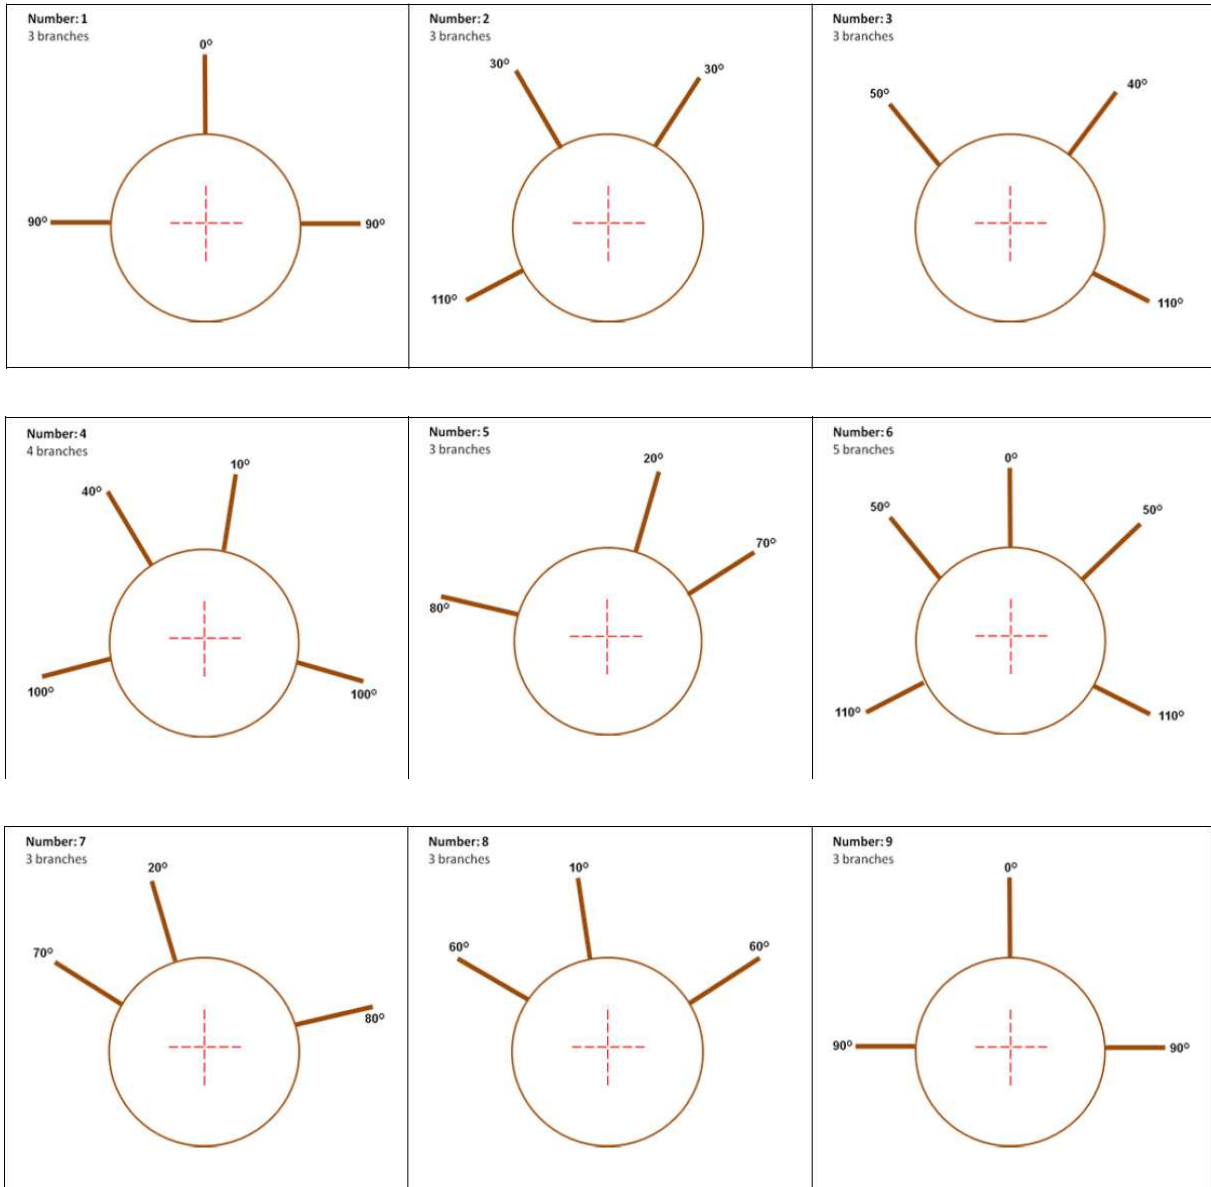 Number: 1
3 branches
0º
90º
90º
Number: 2
3 branches
30º
30º
110º
Number: 3
3 branches
50º
40º
110º
Number: 4
4 branches
40º
10º
100º
100º
Number: 5
3 branches
20º
70º
80º
Number: 6
5 branches
0º
50º
50º
110º
110º
Number: 7
3 branches
20º
70º
80º
Number: 8
3 branches
10º
60º
60º
Number: 9
3 branches
0º
90º
90º